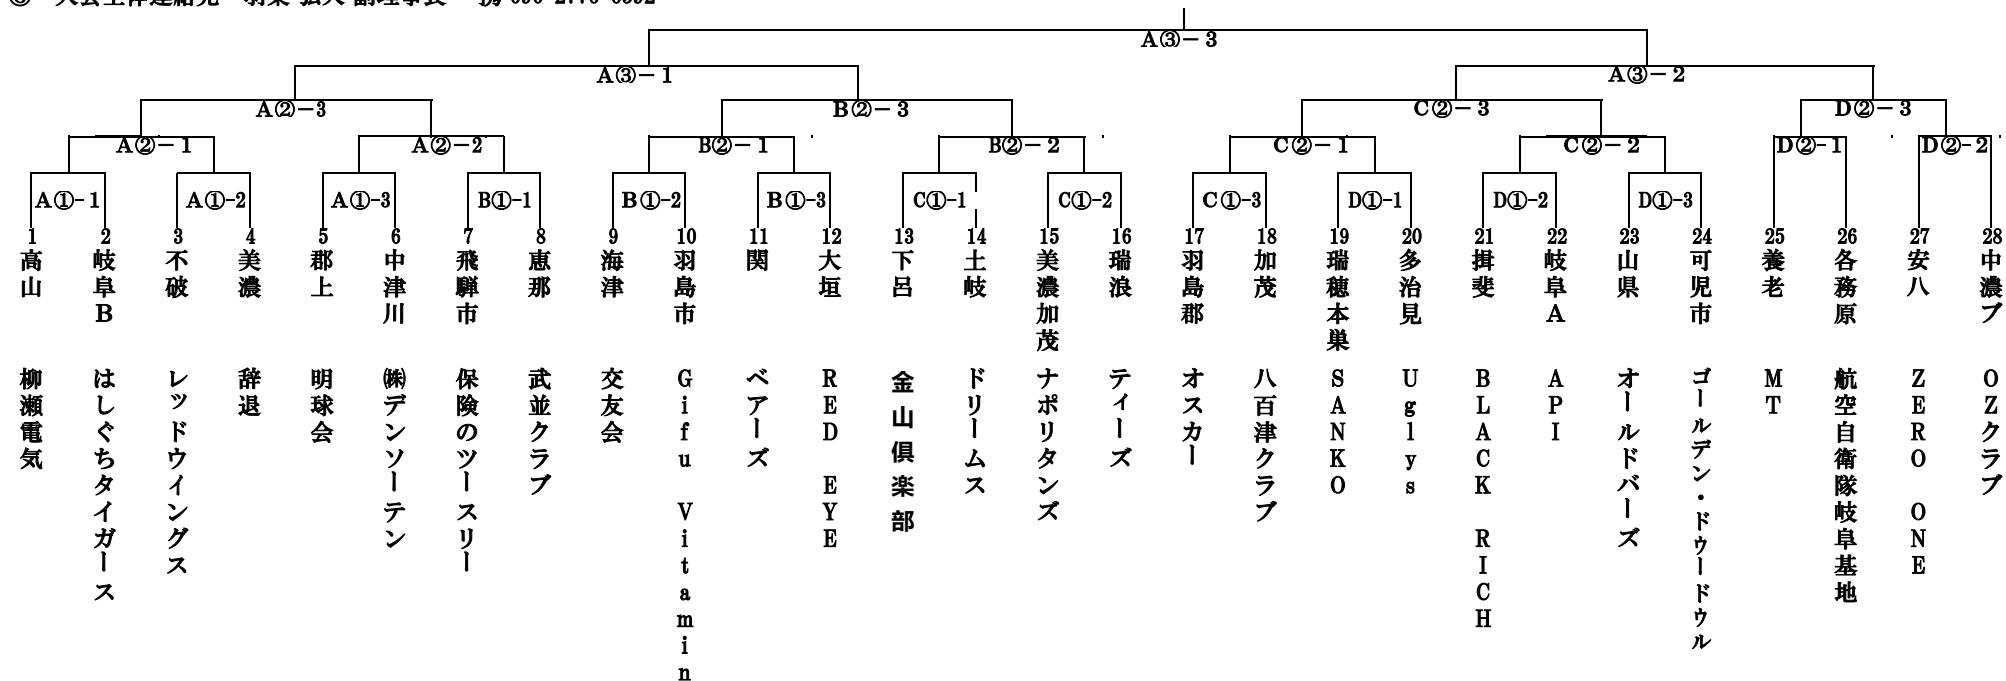 090-2776-6592
A③－3
A③－1
A③－2
A②－3
B②－3
C②－3
D②－3
A②－1
A②－2
B②－1
B②－2
C②－1
C②－2
D②-1
D②-2
A①-1
A①-2
A①-3
B①-1
B①-2
B①-3
C①-1
C①-2
C①-3
D①-1
D①-2
D①-3
1 高山 柳瀬電気
2 岐阜B はしぐちタイガース
3 不破 レッドウイングス
4 美濃 辞退
5 郡上 明球会
6 中津川 ㈱デンソーテン
7 飛騨市 保険のツースリー
8 恵那 武並クラブ
9 海津 交友会
10 羽島市 Gifu Vitamin
11 関 ベアーズ
12 大垣 RED EYE
13 下呂 金山倶楽部
14 土岐 ドリームス
15 美濃加茂 ナポリタンズ
16 瑞浪 ティーズ
17 羽島郡 オスカー
18 加茂 八百津クラブ
19 瑞穂本巣 SANKO
20 多治見 Uglys
21 揖斐 BLACK RICH
22 岐阜A API
23 山県 オールドバーズ
24 可児市 ゴールデン・ドゥードゥル
25 養老 MT
26 各務原 航空自衛隊岐阜基地
27 安八 ZERO ONE
28 中濃ブ OZクラブ